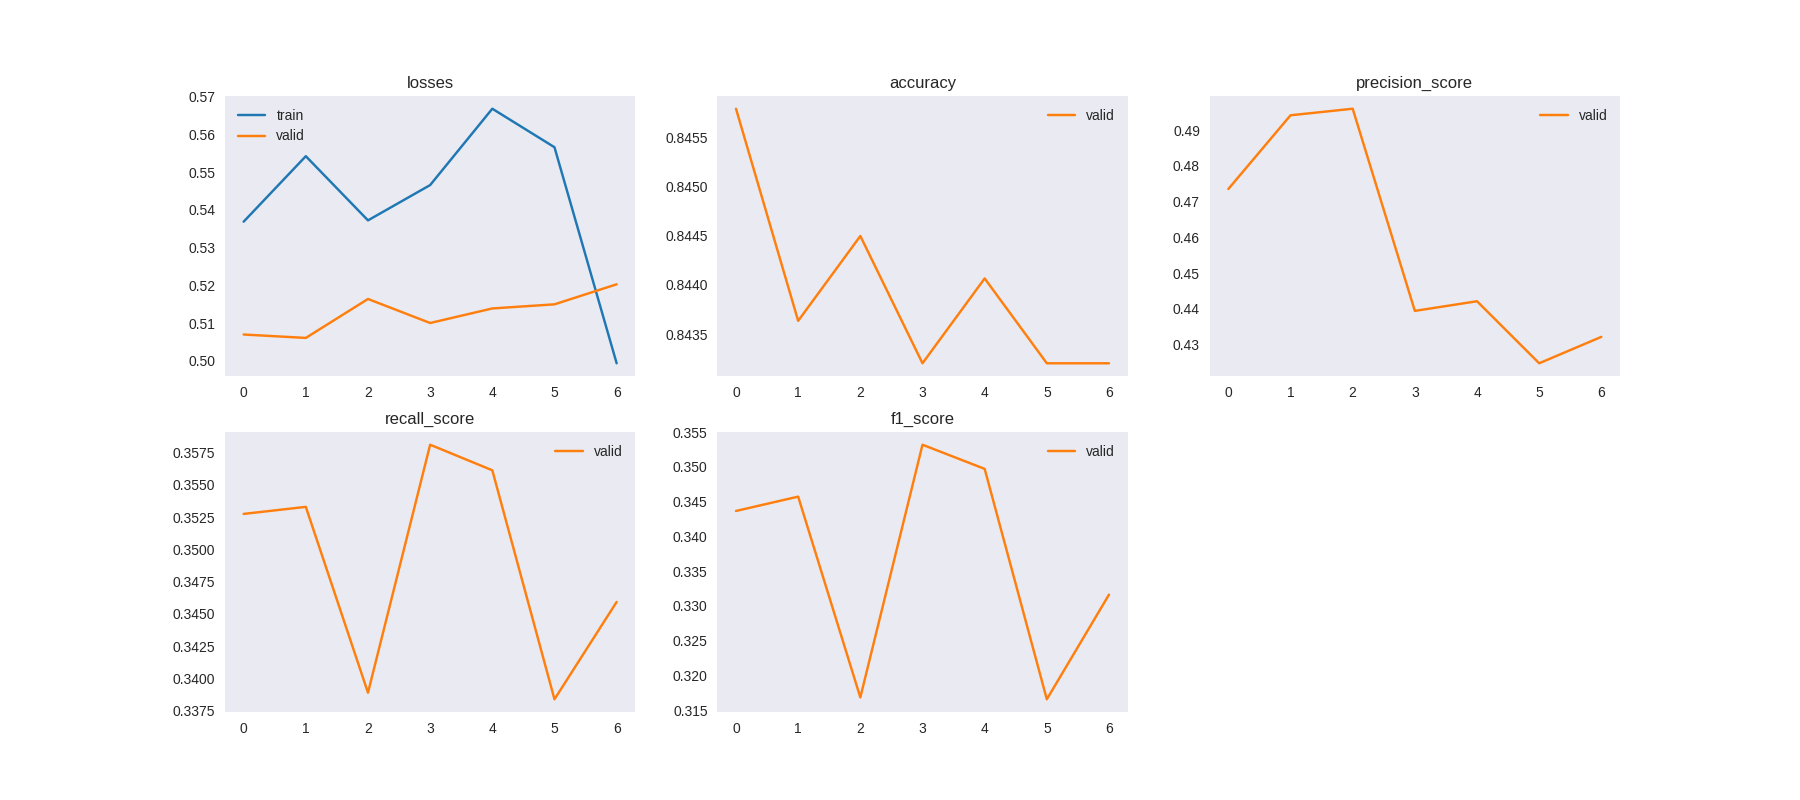 losses
0.57
0.56
0.55
0.54
0.53
0.52
0.51
0.50
train
valid
0 1 2 3 4 5 6
accuracy
0.8455
0.8450
0.8445
0.8440
0.8435
valid
0 1 2 3 4 5 6
precision_score
0.49
0.48
0.47
0.46
0.45
0.44
0.43
valid
0 1 2 3 4 5 6
recall_score
0.3575
0.3550
0.3525
0.3500
0.3475
0.3450
0.3425
0.3400
0.3375
valid
0 1 2 3 4 5 6
f1_score
0.355
0.350
0.345
0.340
0.335
0.330
0.325
0.320
0.315
valid
0 1 2 3 4 5 6